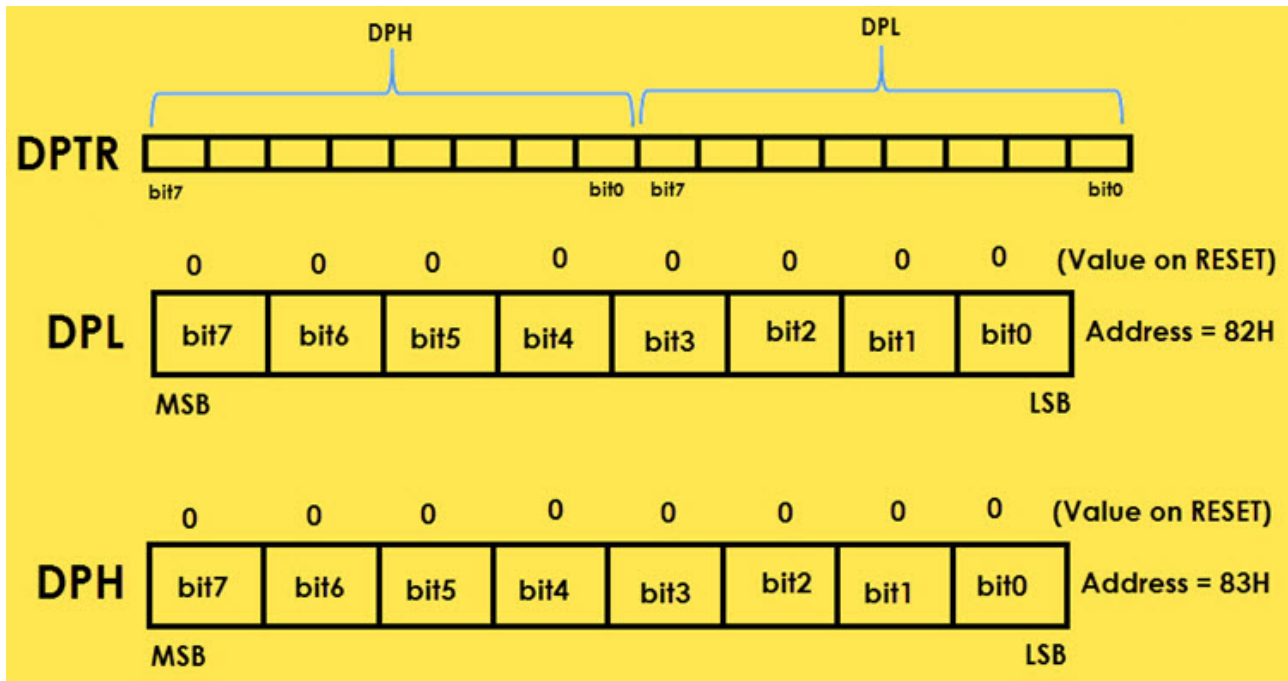 DPH DPL
DPTR
bit7 bit0 bit7 bit0
0 0 0 0 0 0 0 0 (Value on RESET)
DPL bit7 bit6 bit5 bit4 bit3 bit2 bit1 bit0 Address = 82H
MSB LSB
0 0 0 0 0 0 0 0 (Value on RESET)
DPH bit7 bit6 bit5 bit4 bit3 bit2 bit1 bit0 Address = 83H
MSB LSB